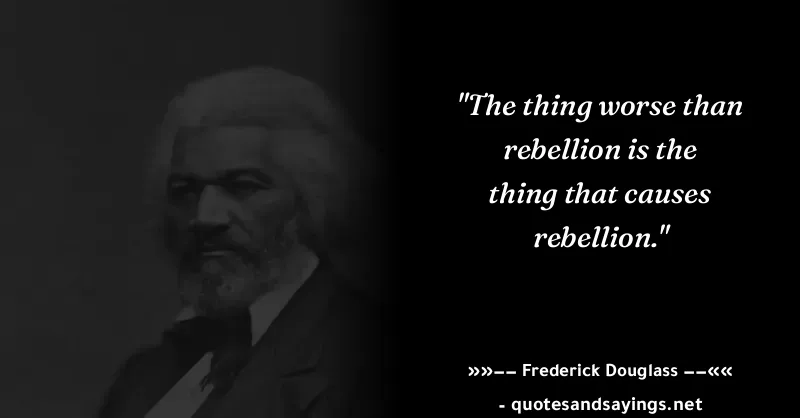 "The thing worse than
rebellion is the
thing that causes
rebellion."
»»–– Frederick Douglass ––««
- quotesandsayings.net